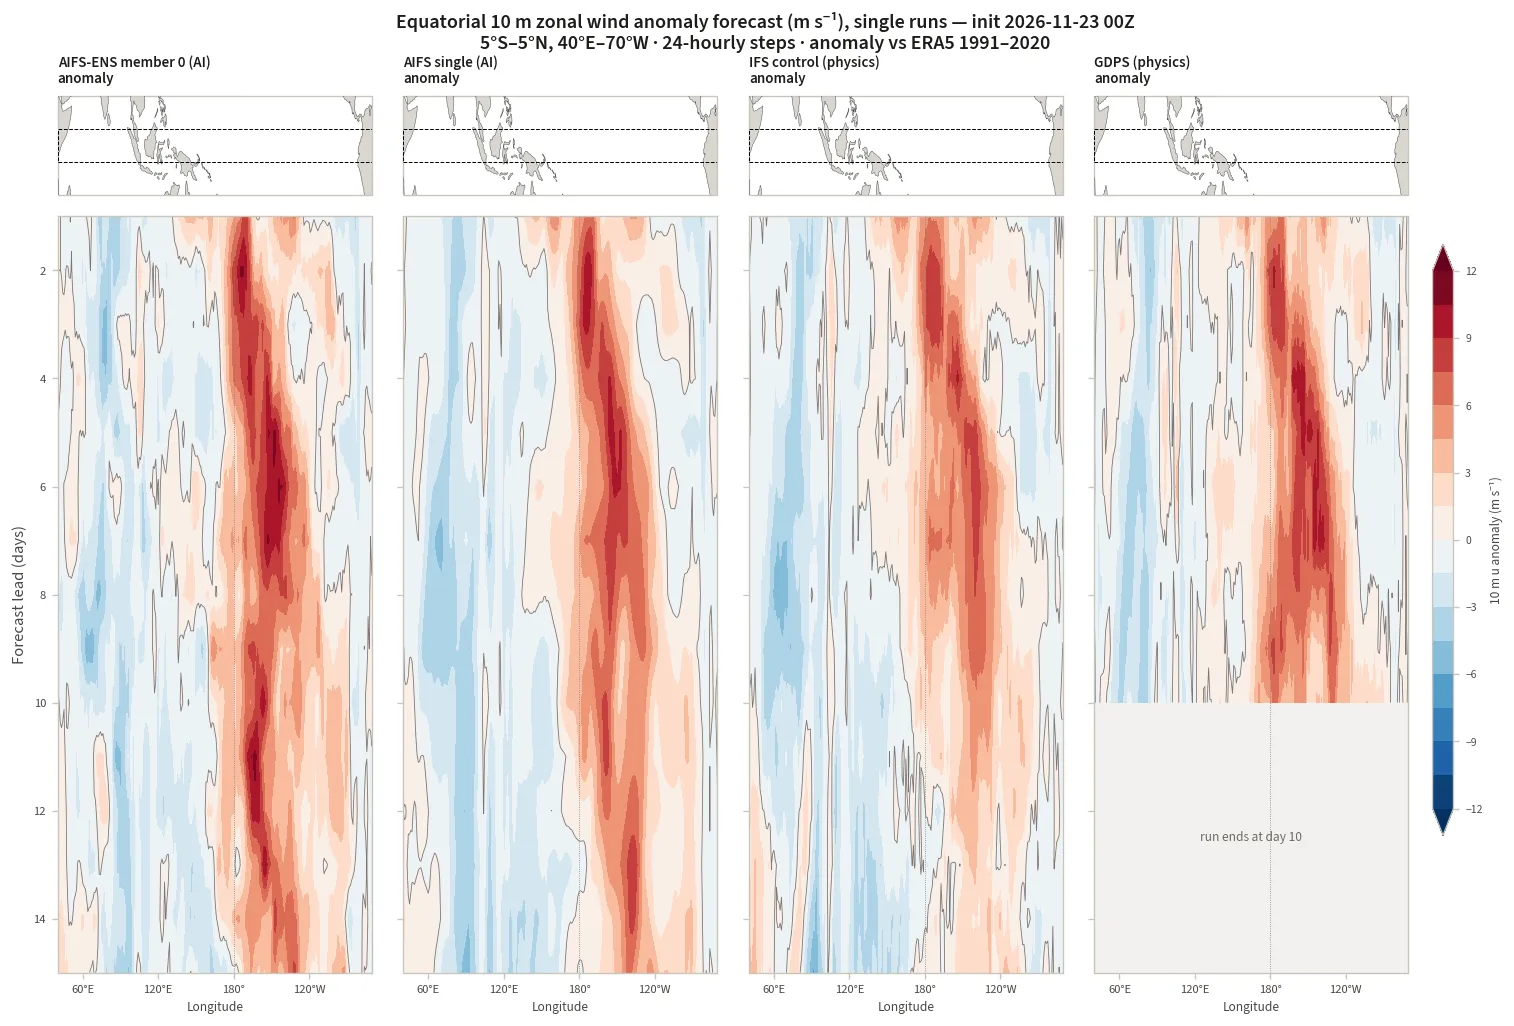 Equatorial 10 m zonal wind anomaly forecast (m s⁻¹), single runs — init 2026-11-23 00Z
5°S–5°N, 40°E–70°W · 24-hourly steps · anomaly vs ERA5 1991–2020
AIFS-ENS member 0 (AI)
anomaly
AIFS single (AI)
anomaly
IFS control (physics)
anomaly
GDPS (physics)
anomaly
Forecast lead (days)
2
4
6
8
10
12
14
60°E 120°E 180° 120°W
Longitude
60°E 120°E 180° 120°W
Longitude
60°E 120°E 180° 120°W
Longitude
run ends at day 10
60°E 120°E 180° 120°W
Longitude
12
9
6
3
0
−3
−6
−9
−12
10 m u anomaly (m s⁻¹)